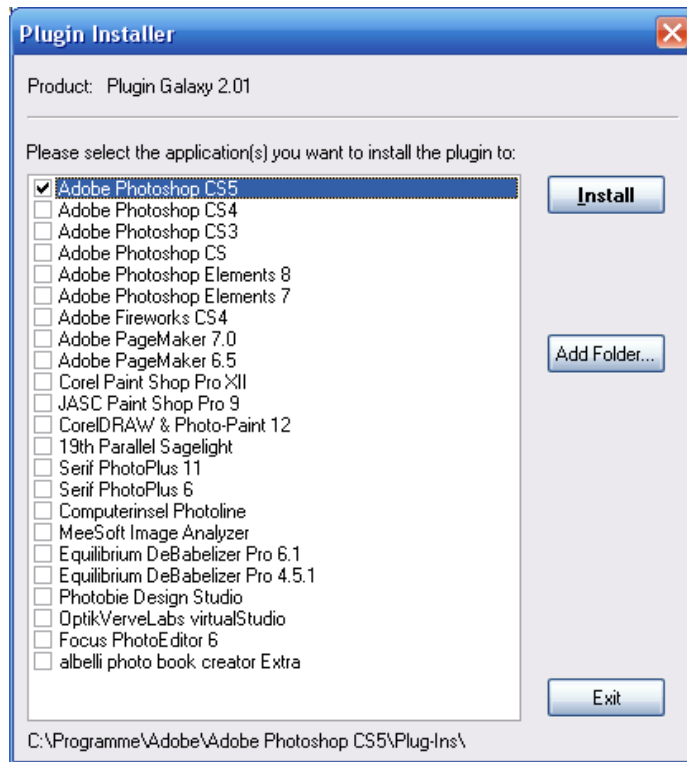 Plugin Installer
Product: Plugin Galaxy 2.01
Please select the application(s) you want to install the plugin to:
Adobe Photoshop CS5
Adobe Photoshop CS4
Adobe Photoshop CS3
Adobe Photoshop CS
Adobe Photoshop Elements 8
Adobe Photoshop Elements 7
Adobe Fireworks CS4
Adobe PageMaker 7.0
Adobe PageMaker 6.5
Corel Paint Shop Pro XII
JASC Paint Shop Pro 9
CorelDRAW & Photo-Paint 12
19th Parallel Sagelight
Serif PhotoPlus 11
Serif PhotoPlus 6
Computerinsel Photoline
MeeSoft Image Analyzer
Equilibrium DeBabelizer Pro 6.1
Equilibrium DeBabelizer Pro 4.5.1
Photobie Design Studio
OptikVerveLabs virtualStudio
Focus PhotoEditor 6
albelli photo book creator Extra
Install
Add Folder...
Exit
C:\Programme\Adobe\Adobe Photoshop CS5\Plug-Ins\